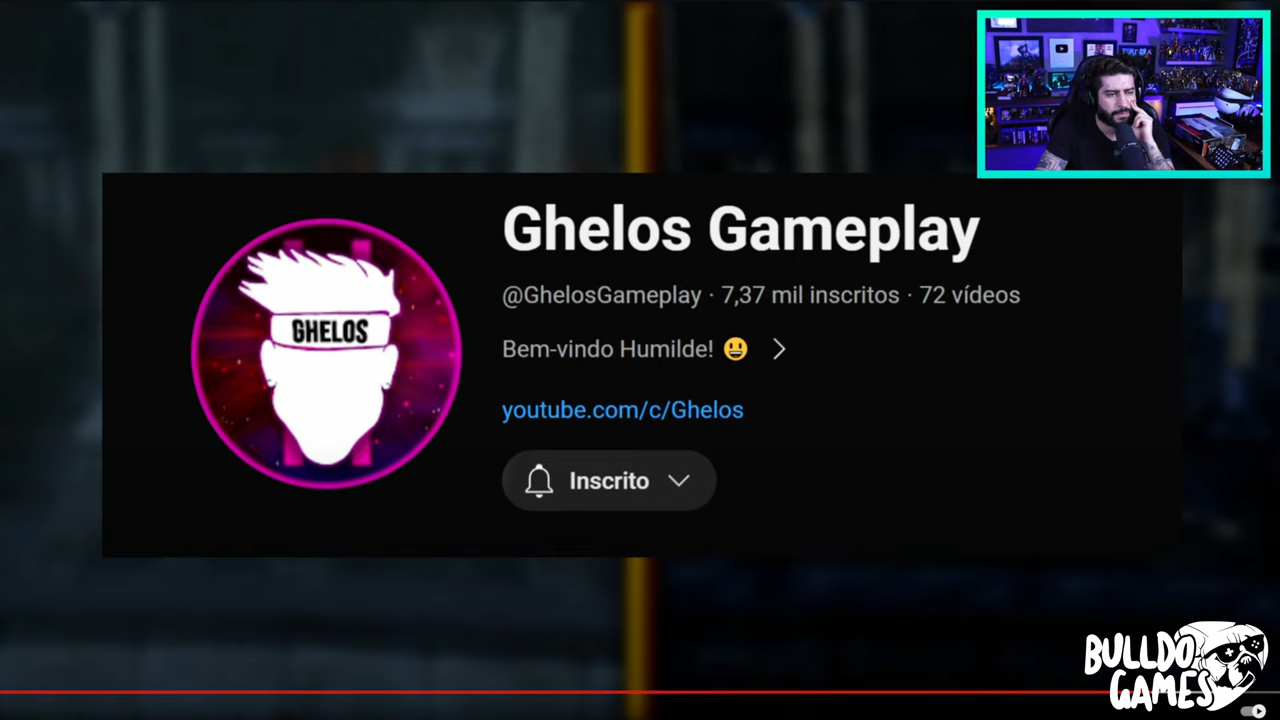 Ghelos Gameplay
@GhelosGameplay · 7,37 mil inscritos · 72 vídeos
GHELOS
Bem-vindo Humilde! 😃
youtube.com/c/Ghelos
Inscrito
BULLDO
GAMES